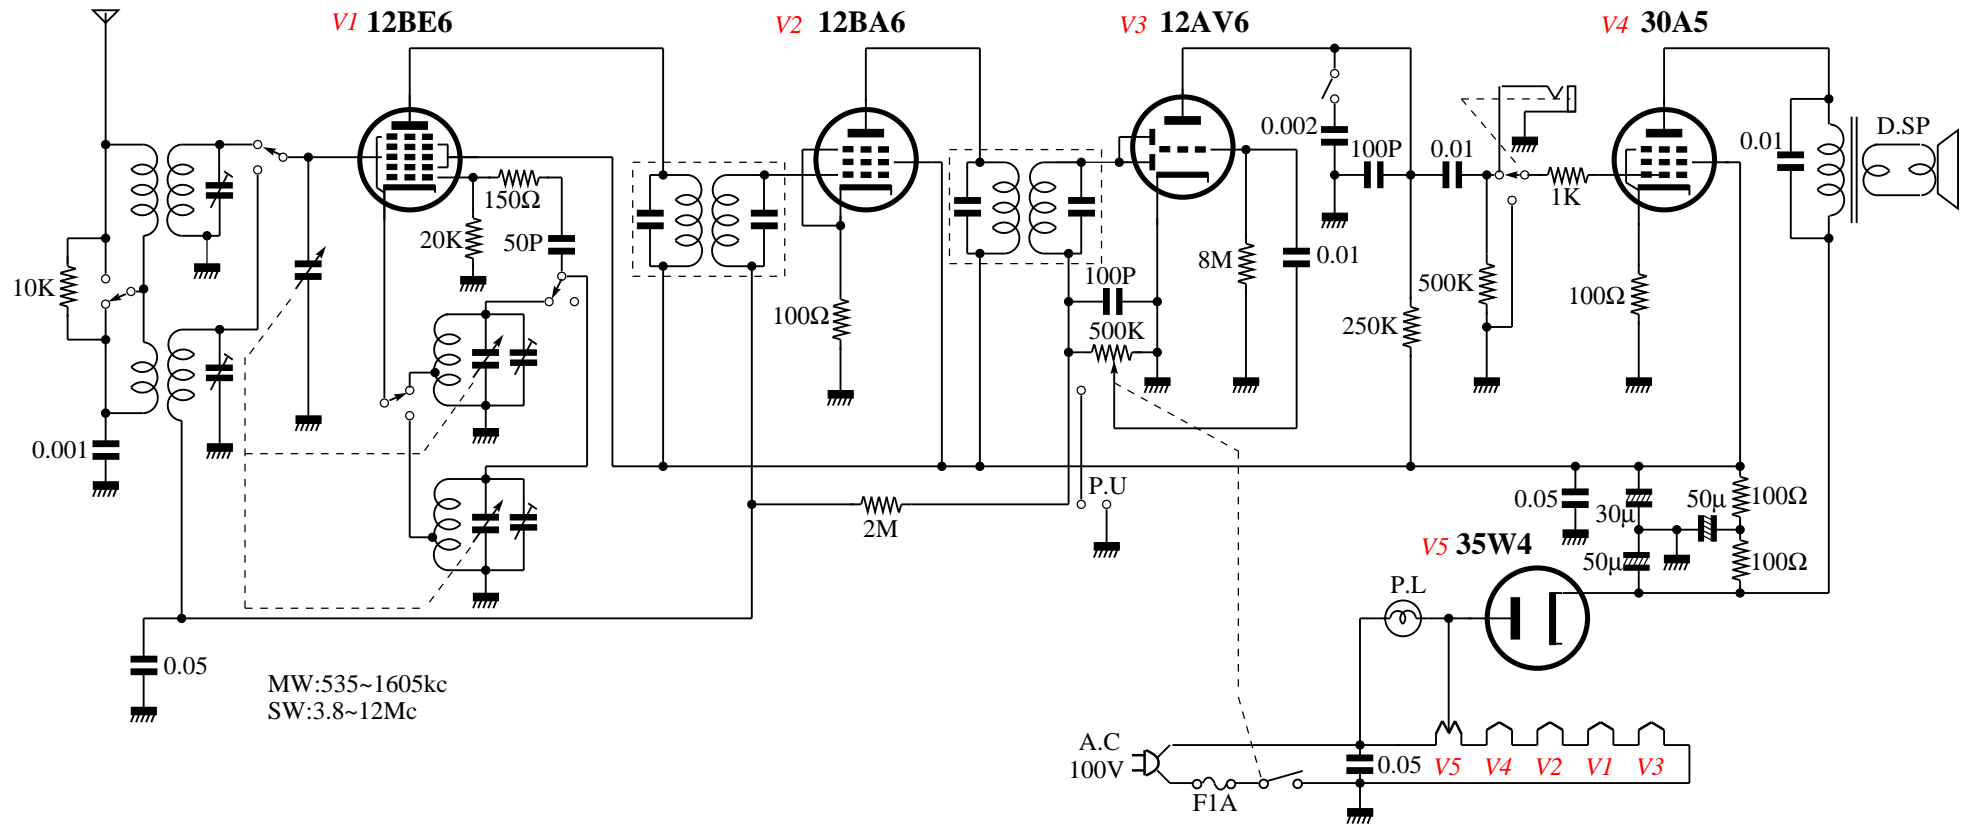 V1 12BE6
V2 12BA6
V3 12AV6
V4 30A5
0.002
100P
0.01
0.01
D.SP
150Ω
1K
20K
50P
8M
0.01
10K
100P
500K
100Ω
100Ω
500K
250K
0.001
P.U
0.05
30μ
50μ
100Ω
2M
V5 35W4
50μ
100Ω
P.L
0.05
MW:535~1605kc
SW:3.8~12Mc
A.C
100V
0.05
V5
V4
V2
V1
V3
F1A